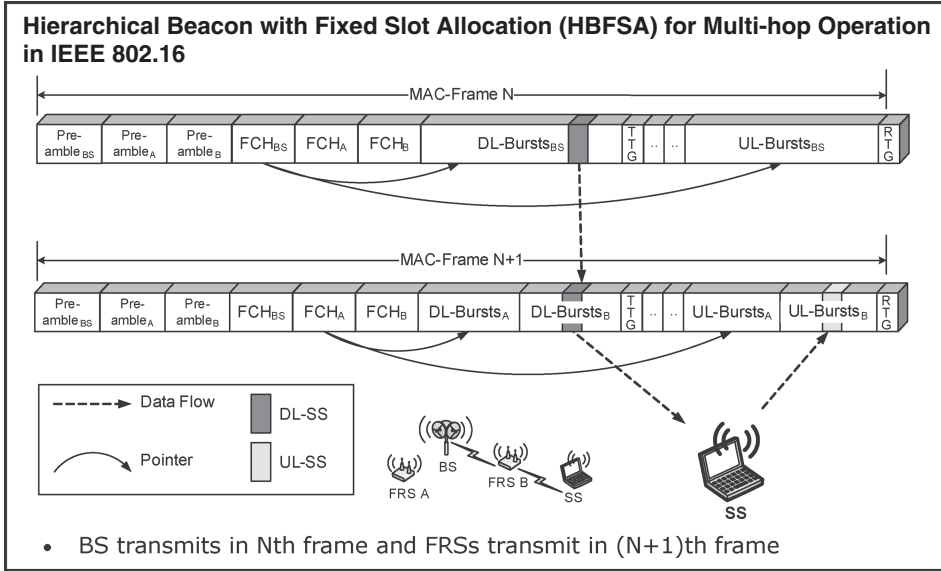 Hierarchical Beacon with Fixed Slot Allocation (HBFSA) for Multi-hop Operation
in IEEE 802.16
MAC-Frame N
Pre-
amble BS
Pre-
amble A
Pre-
amble B
FCH BS
FCH A
FCH B
DL-Bursts BS
T
T
G
..
..
UL-Bursts BS
R
T
G
MAC-Frame N+1
Pre-
amble BS
Pre-
amble A
Pre-
amble B
FCH BS
FCH A
FCH B
DL-Bursts A
DL-Bursts B
T
T
G
..
..
UL-Bursts A
UL-Bursts B
R
T
G
Data Flow
DL-SS
Pointer
UL-SS
FRS A
BS
FRS B
SS
SS
• BS transmits in Nth frame and FRSs transmit in (N+1)th frame